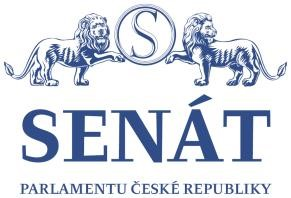 S
SENÁT
PARLAMENTU ČESKÉ REPUBLIKY